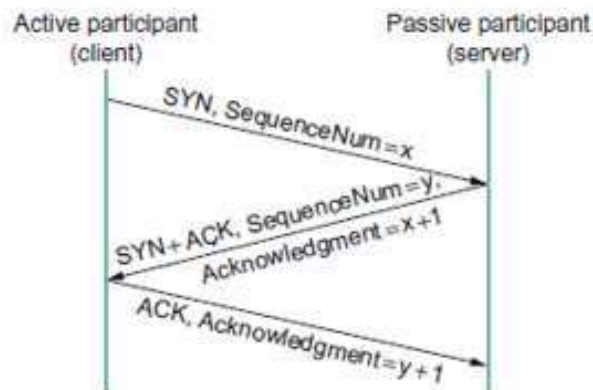 Active participant
(client)
Passive participant
(server)
SYN, SequenceNum=x
SYN+ACK, SequenceNum=y,
Acknowledgment=x+1
ACK, Acknowledgment=y+1